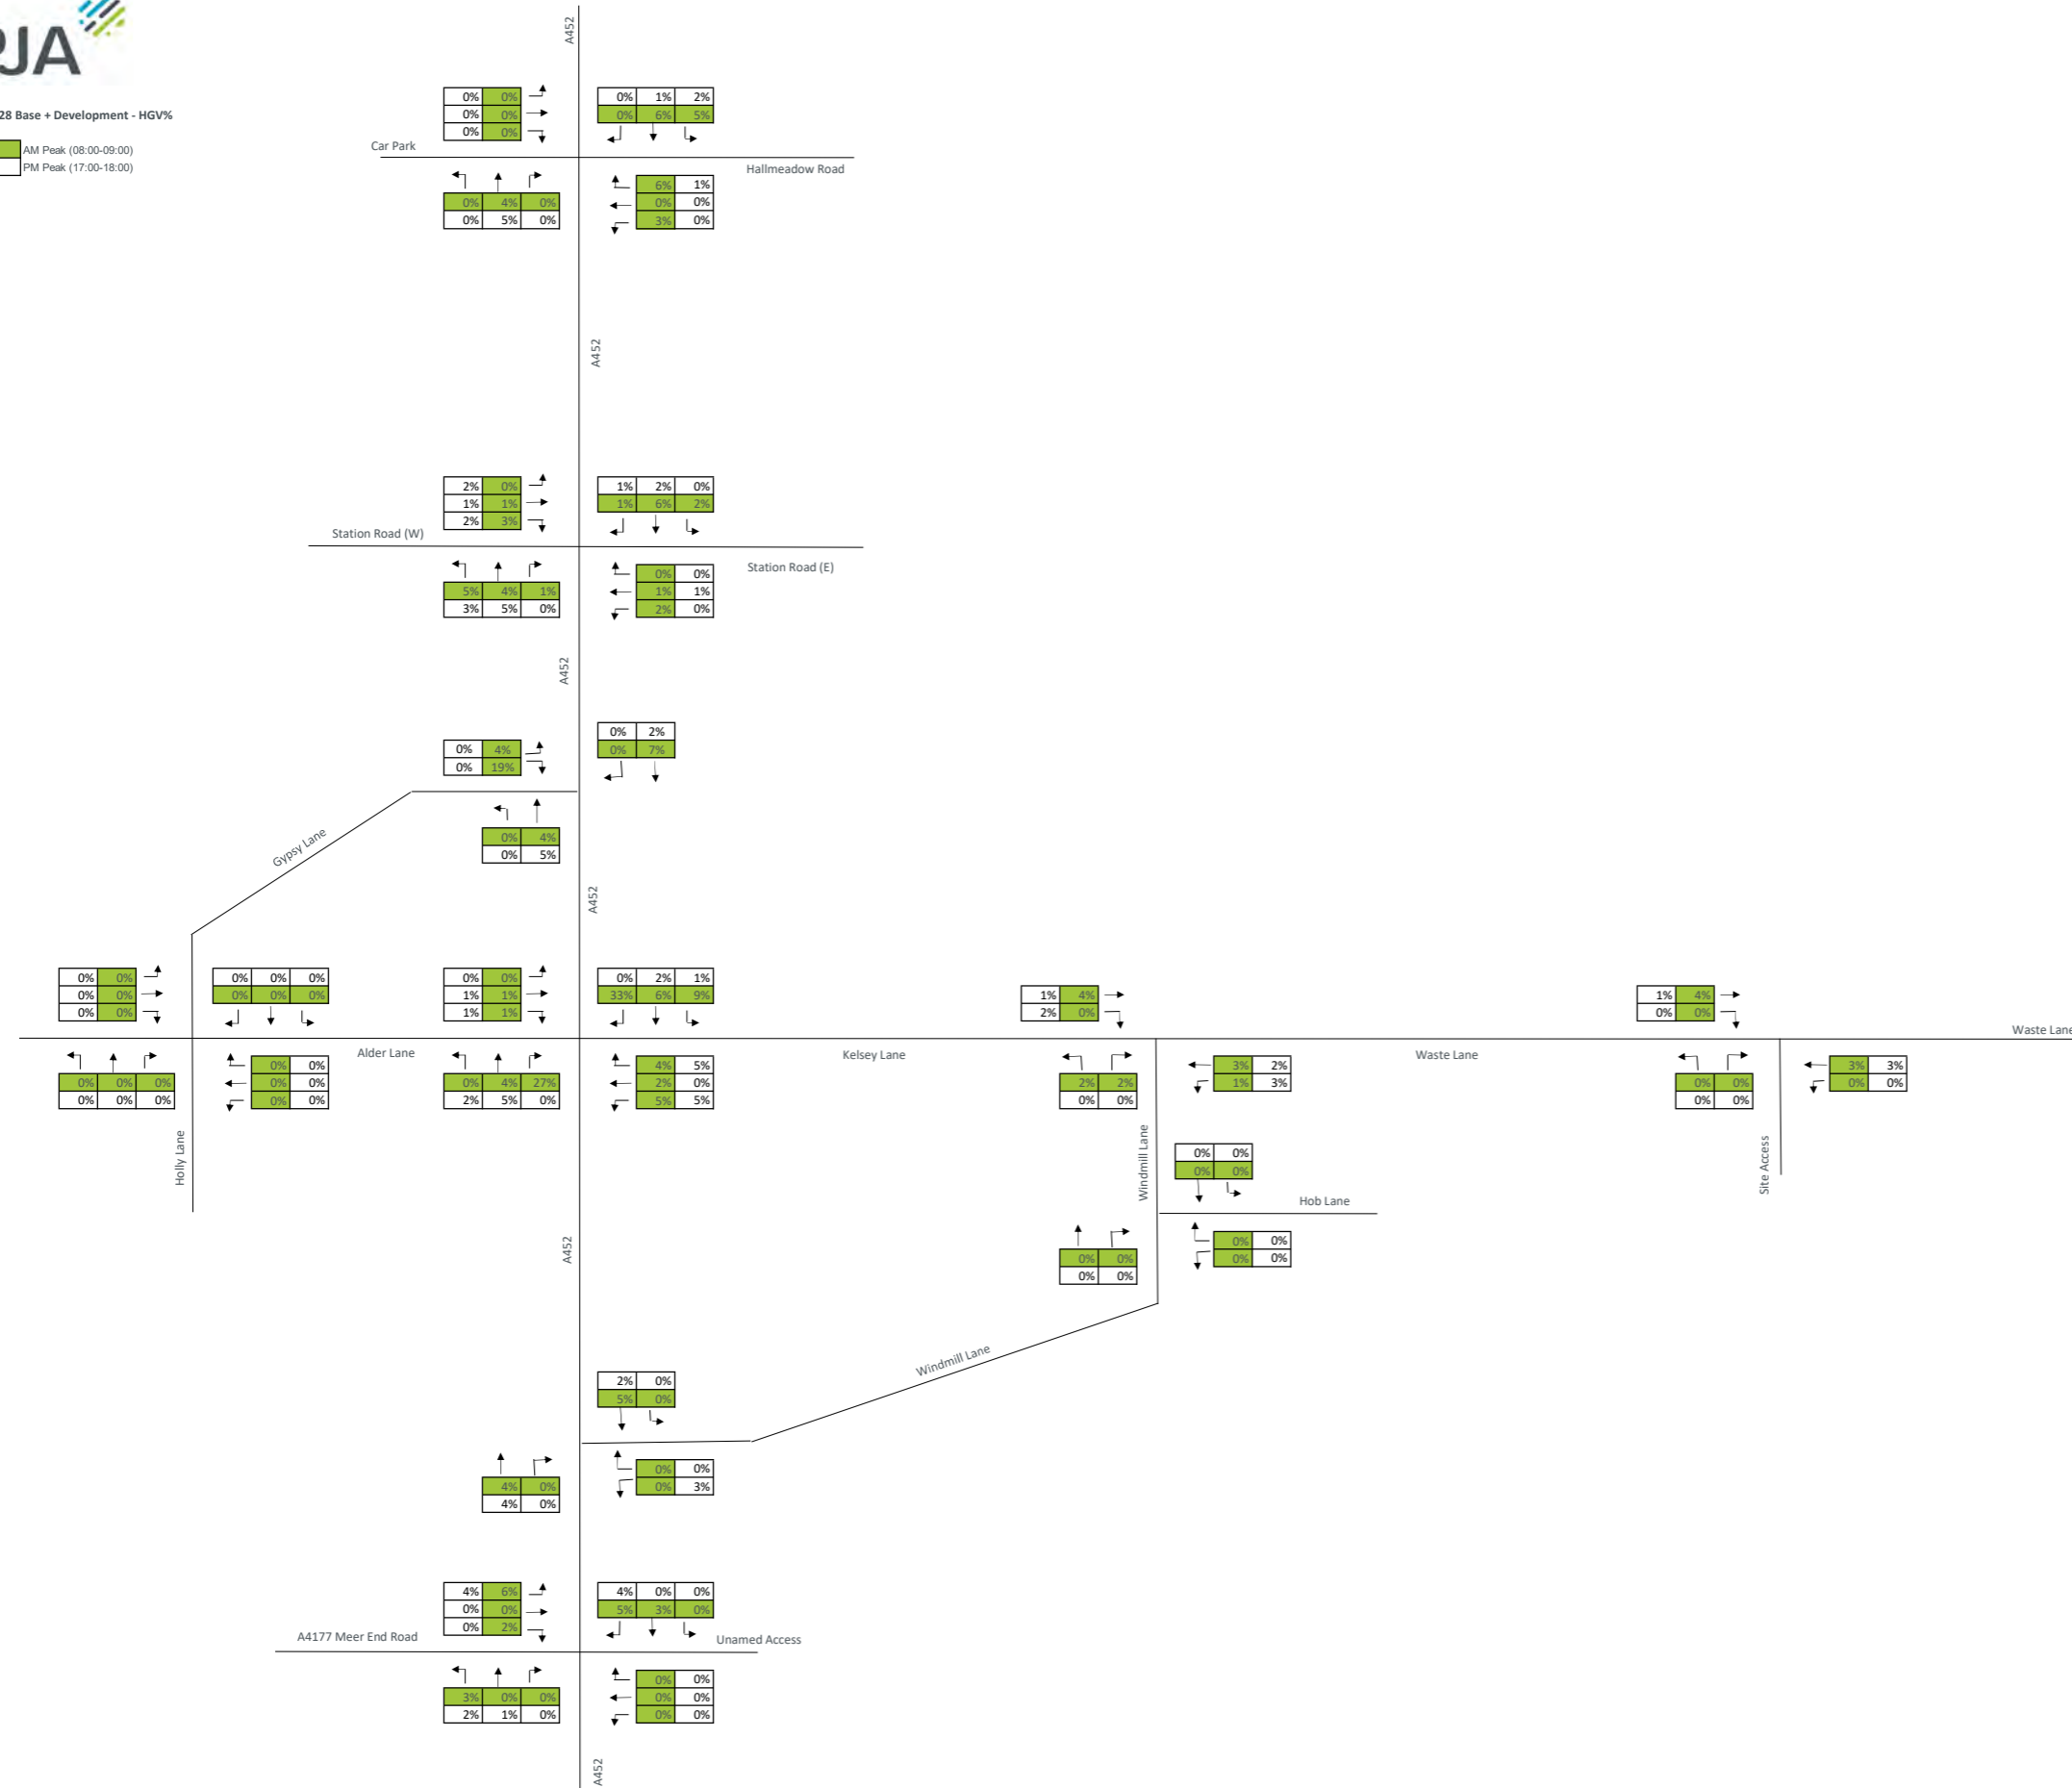 JA
28 Base + Development - HGV%
AM Peak (08:00-09:00)
PM Peak (17:00-18:00)
A452
0% 0%
0% 0%
0% 0%
0% 1% 2%
0% 6% 5%
Car Park
Hallmeadow Road
0% 4% 0%
0% 5% 0%
6% 1%
0% 0%
3% 0%
A452
2% 0%
1% 1%
2% 3%
1% 2% 0%
1% 6% 2%
Station Road (W)
Station Road (E)
5% 4% 1%
3% 5% 0%
0% 0%
1% 1%
2% 0%
A452
0% 4%
0% 19%
0% 2%
0% 7%
Gypsy Lane
0% 4%
0% 5%
A452
0% 0%
0% 0%
0% 0%
0% 0% 0%
0% 0% 0%
0% 0%
1% 1%
1% 1%
0% 2% 1%
33% 6% 9%
1% 4%
2% 0%
1% 4%
0% 0%
Waste Lane
Alder Lane
Kelsey Lane
Waste Lane
0% 0% 0%
0% 0% 0%
0% 0%
0% 0%
0% 0%
0% 4% 27%
2% 5% 0%
4% 5%
2% 0%
5% 5%
2% 2%
0% 0%
3% 2%
1% 3%
0% 0%
0% 0%
3% 3%
0% 0%
Holly Lane
Windmill Lane
Site Access
0% 0%
0% 0%
Hob Lane
A452
0% 0%
0% 0%
0% 0%
0% 0%
Windmill Lane
2% 0%
5% 0%
4% 0%
4% 0%
0% 0%
0% 3%
4% 6%
0% 0%
0% 2%
4% 0% 0%
5% 3% 0%
A4177 Meer End Road
Unamed Access
3% 0% 0%
2% 1% 0%
0% 0%
0% 0%
0% 0%
A452